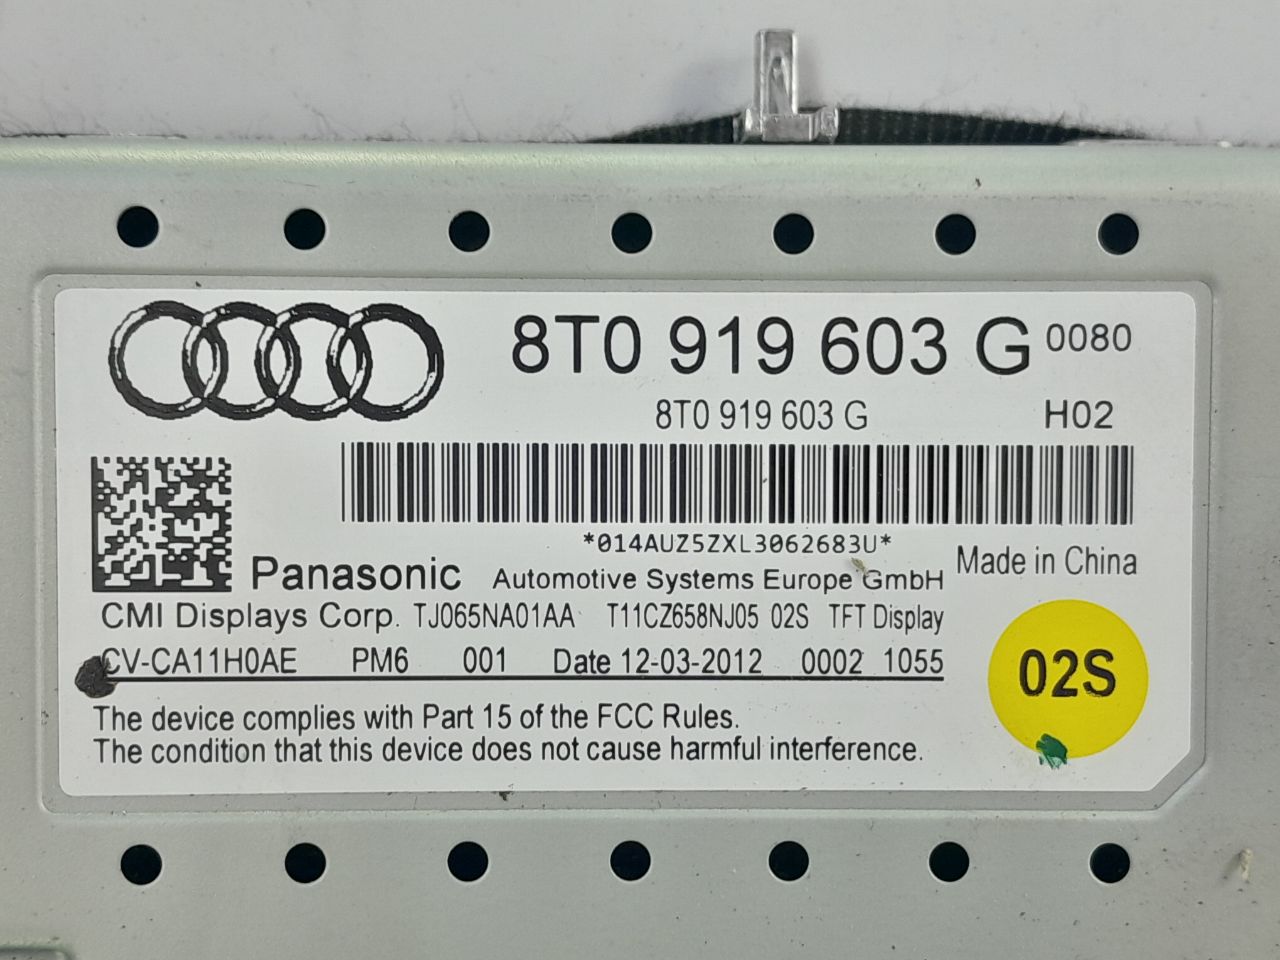 8T0 919 603 G 0080
8T0 919 603 G H02
*014AUZ5ZXL3062683U*
Panasonic Automotive Systems Europe GmbH Made in China
CMI Displays Corp. TJ065NA01AA T11CZ658NJ05 02S TFT Display
CV-CA11H0AE PM6 001 Date 12-03-2012 0002 1055
02S
The device complies with Part 15 of the FCC Rules.
The condition that this device does not cause harmful interference.